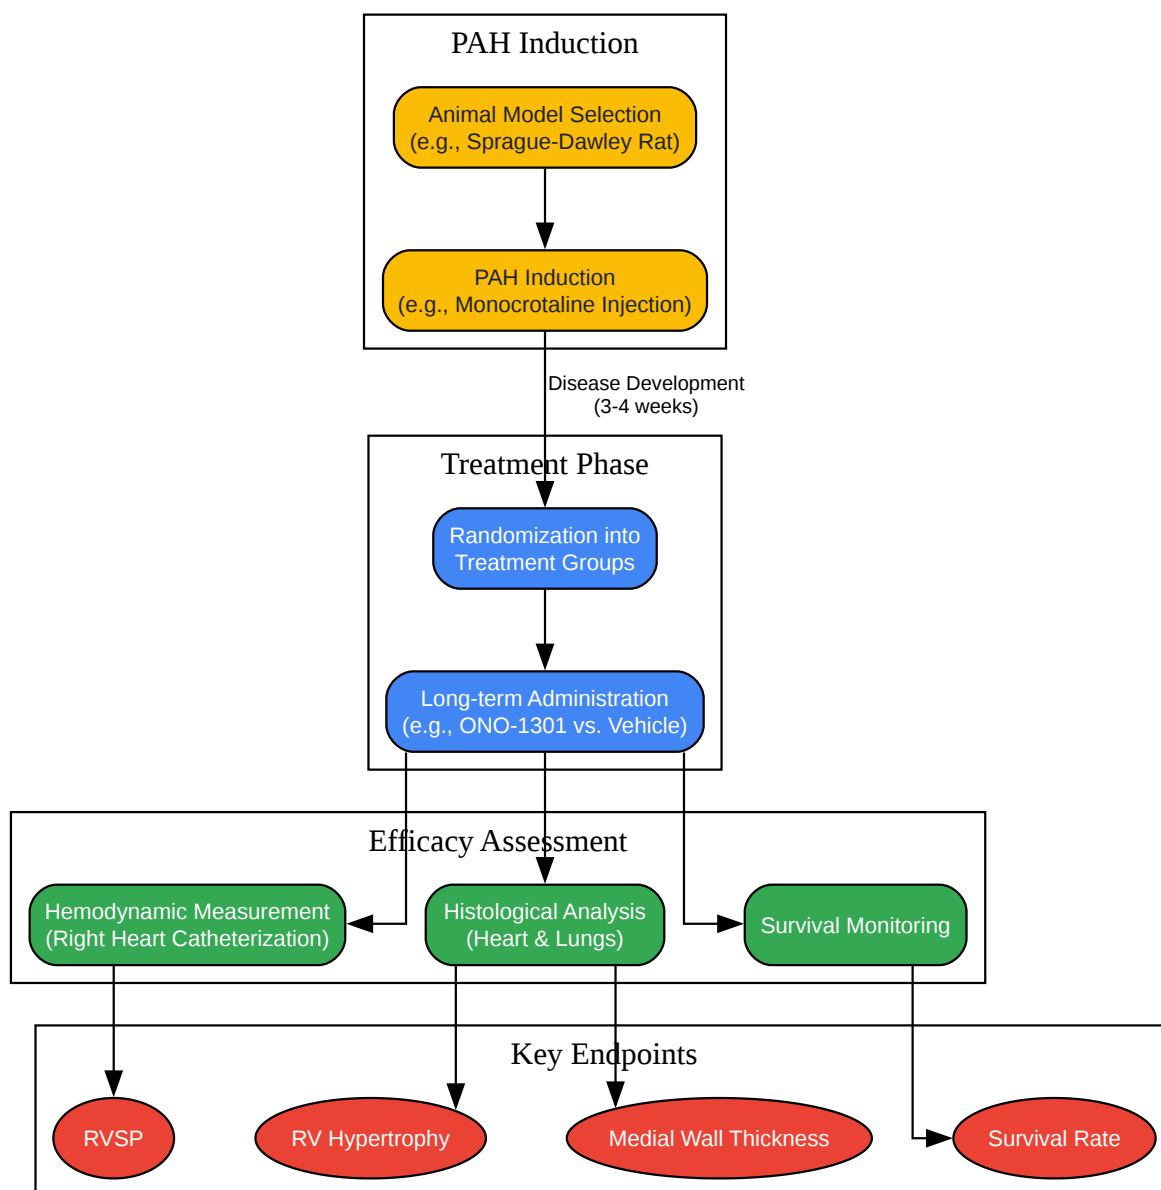 PAH Induction
Animal Model Selection
(e.g., Sprague-Dawley Rat)
PAH Induction
(e.g., Monocrotaline Injection)
Disease Development
(3-4 weeks)
Treatment Phase
Randomization into
Treatment Groups
Long-term Administration
(e.g., ONO-1301 vs. Vehicle)
Efficacy Assessment
Hemodynamic Measurement
(Right Heart Catheterization)
Histological Analysis
(Heart & Lungs)
Survival Monitoring
Key Endpoints
RVSP
RV Hypertrophy
Medial Wall Thickness
Survival Rate